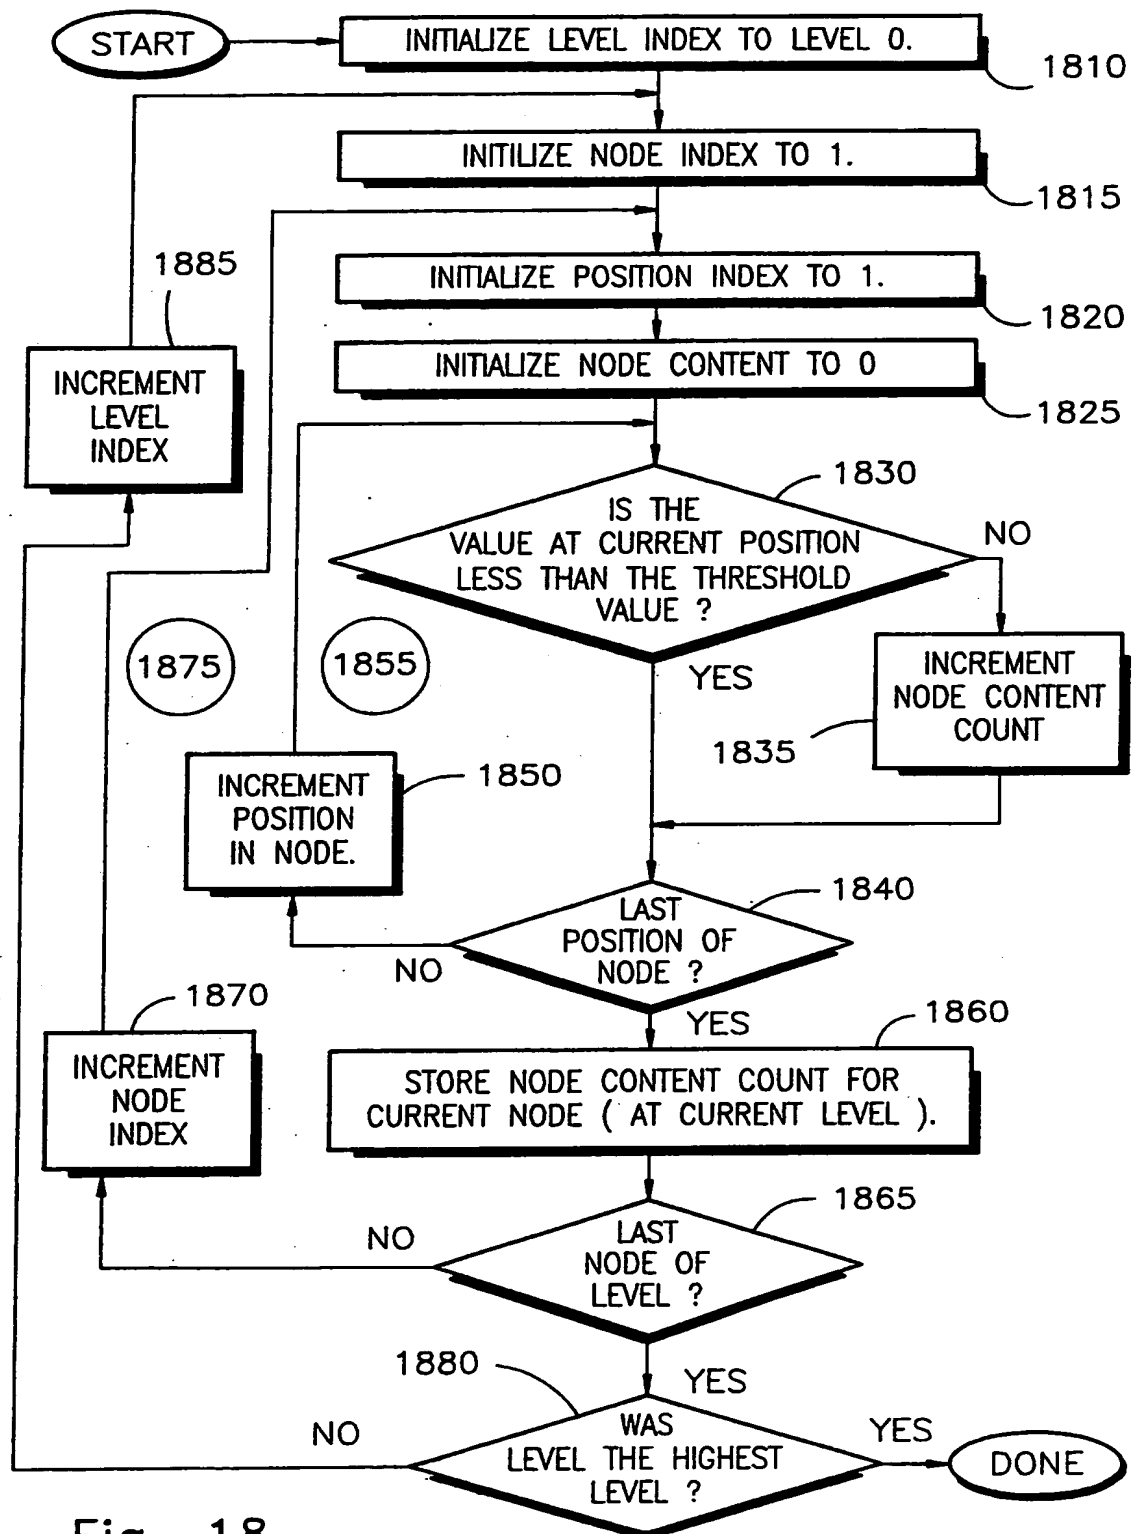 START
INITIALIZE LEVEL INDEX TO LEVEL 0.
1810
INITILIZE NODE INDEX TO 1.
1815
1885
INITIALIZE POSITION INDEX TO 1.
1820
INITIALIZE NODE CONTENT TO 0
1825
INCREMENT
LEVEL
INDEX
1830
IS THE
VALUE AT CURRENT POSITION
LESS THAN THE THRESHOLD
VALUE ?
NO
YES
1875
1855
INCREMENT
NODE CONTENT
COUNT
1835
INCREMENT
POSITION
IN NODE.
1850
1840
LAST
POSITION OF
NODE ?
NO
YES
1870
INCREMENT
NODE
INDEX
1860
STORE NODE CONTENT COUNT FOR
CURRENT NODE ( AT CURRENT LEVEL ).
1865
LAST
NODE OF
LEVEL ?
NO
YES
1880
WAS
LEVEL THE HIGHEST
LEVEL ?
NO
YES
DONE
Fig. 18